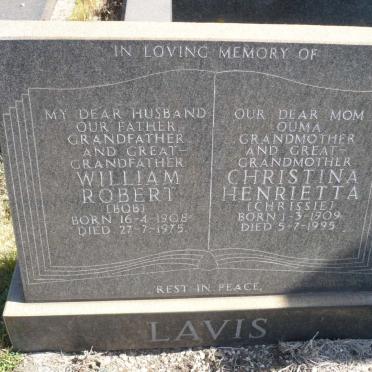 IN LOVING MEMORY OF
MY DEAR HUSBAND
OUR FATHER,
GRANDFATHER
AND GREAT-
GRANDFATHER
WILLIAM
ROBERT
[BOB]
BORN 16-4-1908
DIED 27-7-1975.
OUR DEAR MOM
OUMA
GRANDMOTHER
AND GREAT-
GRANDMOTHER
CHRISTINA
HENRIETTA
[CHRISSIE]
BORN 1-3-1909
DIED 5-7-1995
REST IN PEACE.
LAVIS